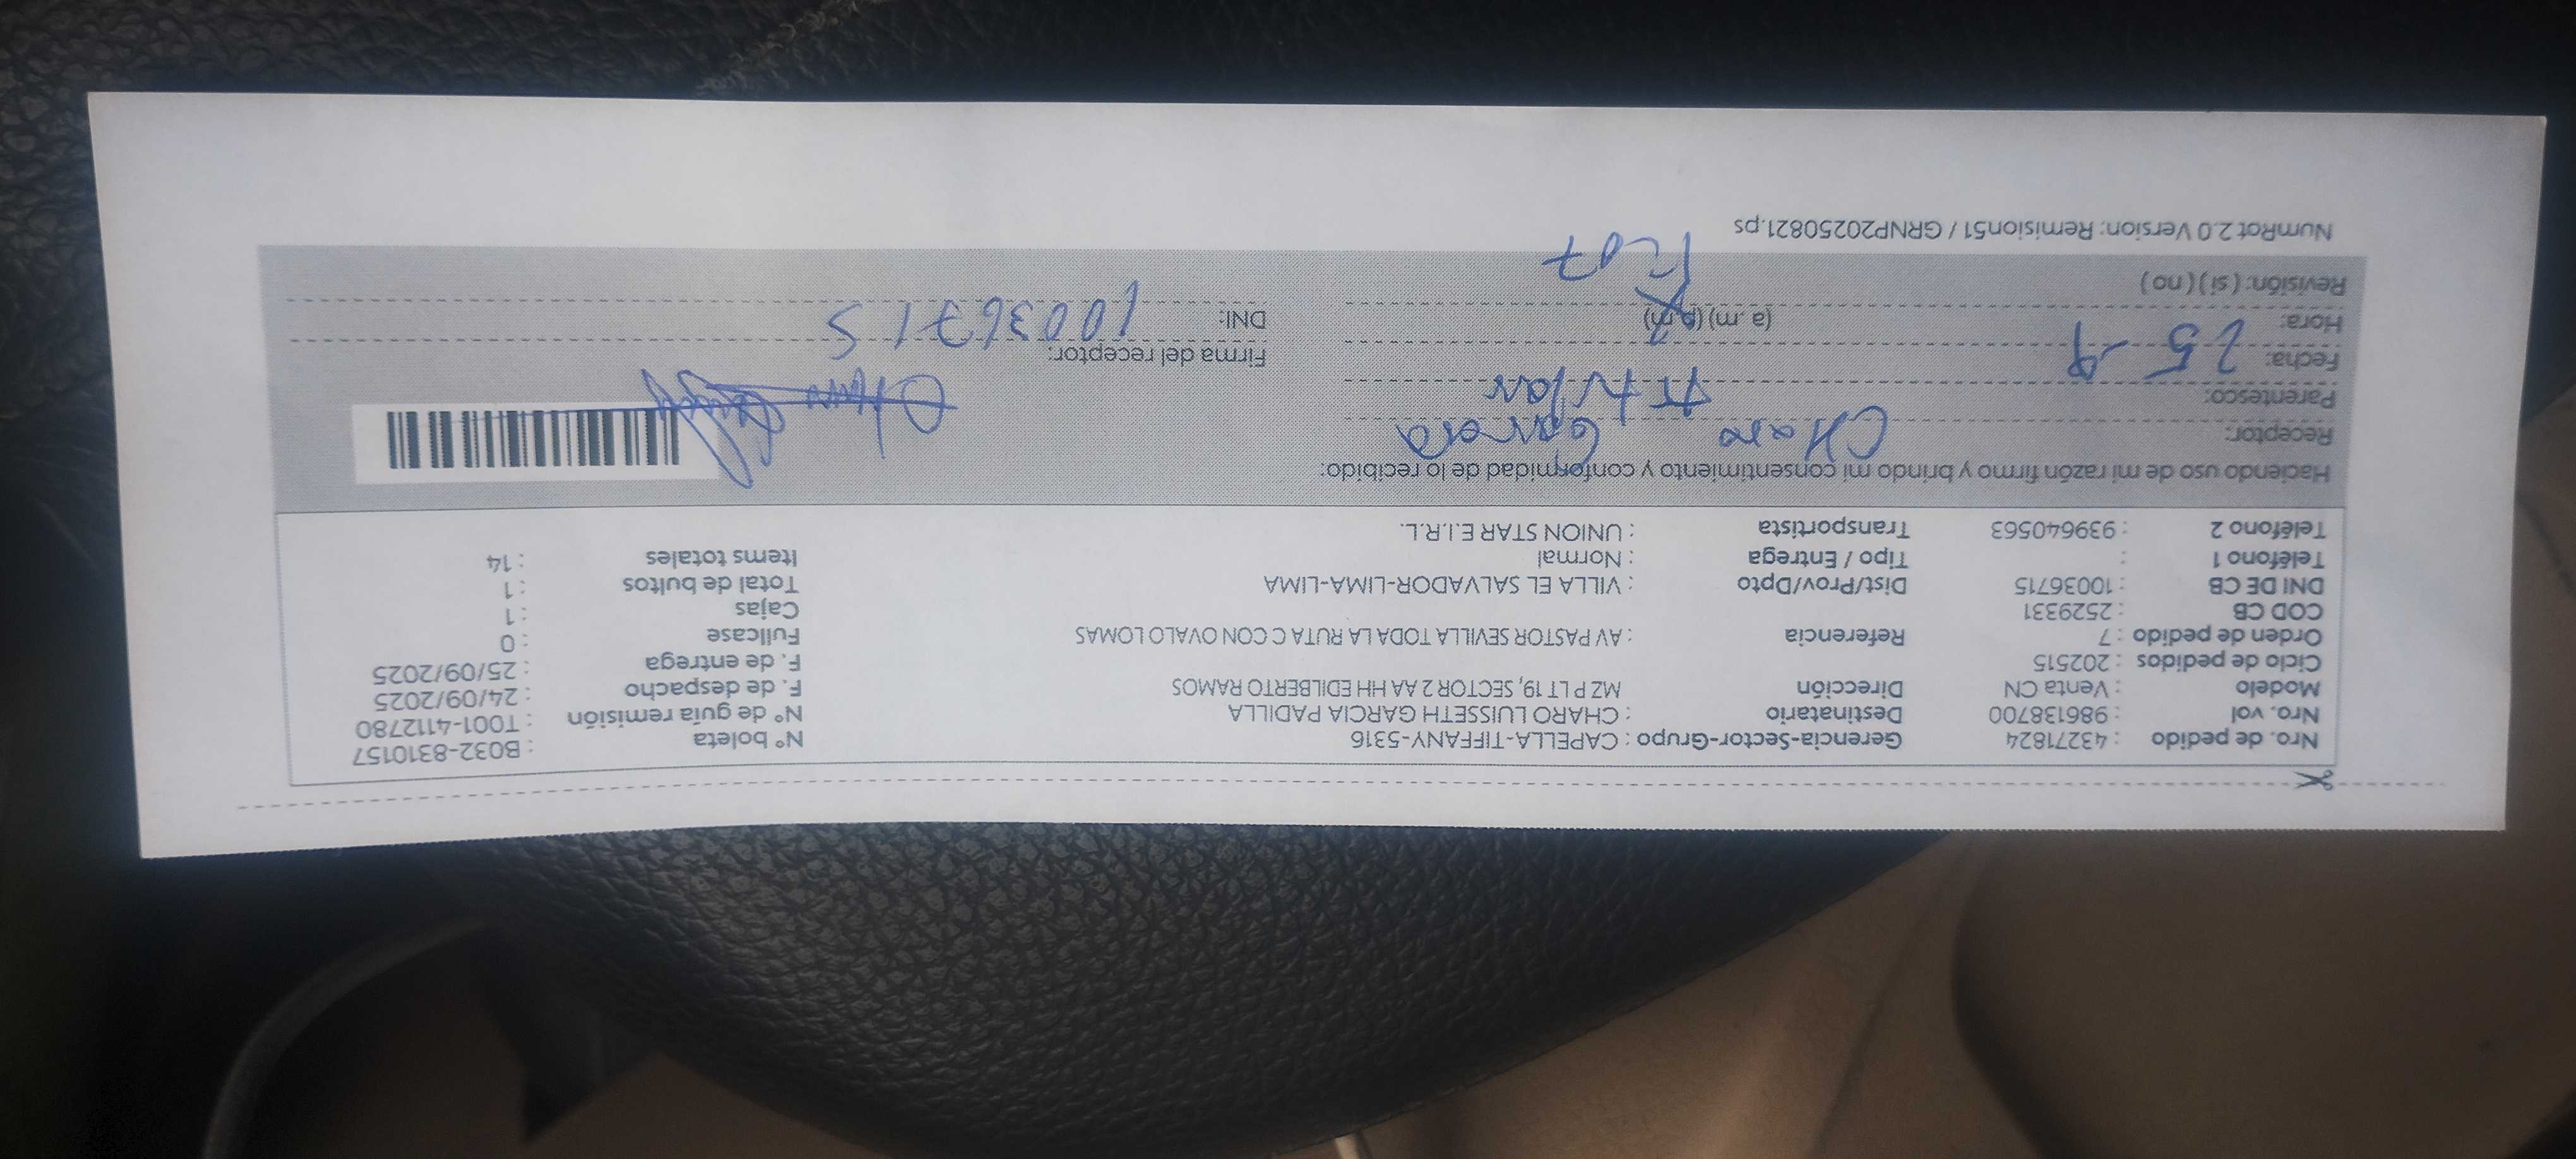 Nro. de pedido : 43271824 Gerencia-Sector-Grupo : CAPELLA-TIFFANY-5316 N° boleta : B032-8310157
Nro. vol : 986138700 Destinatario : CHARO LUISSETH GARCIA PADILLA N° de guía remisión : T001-4112780
Modelo : Venta CN Dirección MZ P LT 19, SECTOR 2 AA HH EDILBERTO RAMOS F. de despacho : 24/09/2025
Ciclo de pedidos : 202515 F. de entrega : 25/09/2025
Orden de pedido : 7 Referencia : AV PASTOR SEVILLA TODA LA RUTA C CON OVALO LOMAS Fullcase : 0
COD CB : 2529331 Cajas : 1
DNI DE CB : 10036715 Dist/Prov/Dpto : VILLA EL SALVADOR-LIMA-LIMA Total de bultos : 1
Teléfono 1 : Tipo / Entrega : Normal Items totales : 14
Teléfono 2 : 939640563 Transportista : UNION STAR E.I.R.L.
Haciendo uso de mi razón firmo y brindo mi consentimiento y conformidad de lo recibido:
Receptor: CHaro
Parentesco: Titular
Fecha: 25-9 Firma del receptor:
Hora: (a. m) (p. m) DNI: 10036715
Revisión: ( si ) ( no )
NumRot 2.0 Version: Remision51 / GRNP20250821.ps